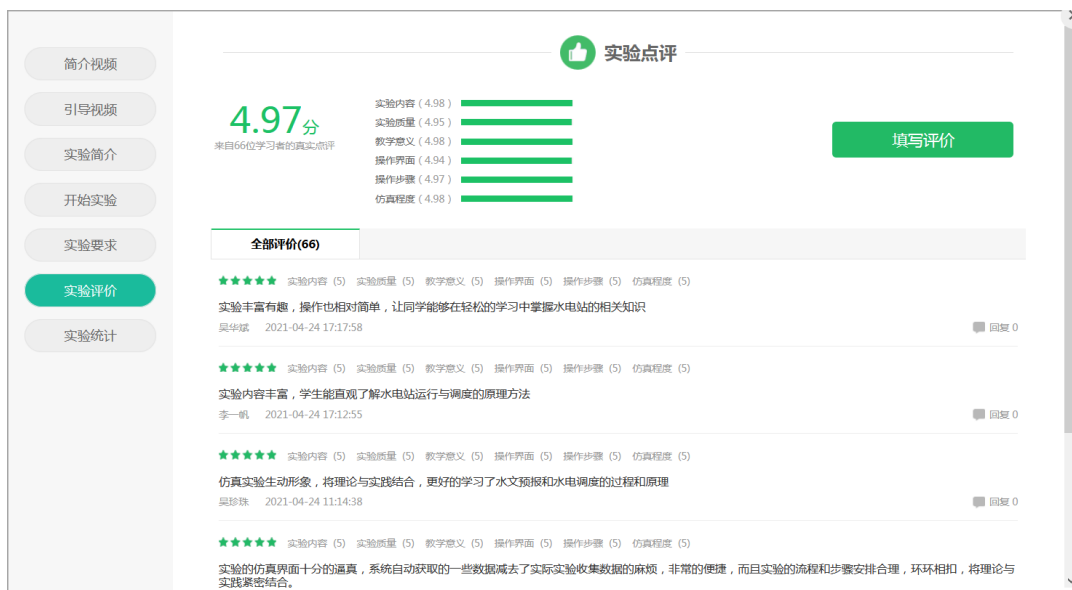 简介视频
引导视频
实验简介
开始实验
实验要求
实验评价
实验统计
实验点评
4.97分
来自66位学习者的真实点评
实验内容 ( 4.98 )
实验质量 ( 4.95 )
教学意义 ( 4.98 )
操作界面 ( 4.94 )
操作步骤 ( 4.97 )
仿真程度 ( 4.98 )
填写评价
全部评价(66)
实验内容 (5) 实验质量 (5) 教学意义 (5) 操作界面 (5) 操作步骤 (5) 仿真程度 (5)
实验丰富有趣，操作也相对简单，让同学能够在轻松的学习中掌握水电站的相关知识
吴华斌 2021-04-24 17:17:58 回复 0
实验内容 (5) 实验质量 (5) 教学意义 (5) 操作界面 (5) 操作步骤 (5) 仿真程度 (5)
实验内容丰富，学生能直观了解水电站运行与调度的原理方法
李一帆 2021-04-24 17:12:55 回复 0
实验内容 (5) 实验质量 (5) 教学意义 (5) 操作界面 (5) 操作步骤 (5) 仿真程度 (5)
仿真实验生动形象，将理论与实践结合，更好的学习了水文预报和水电调度的过程和原理
吴珍珠 2021-04-24 11:14:38 回复 0
实验内容 (5) 实验质量 (5) 教学意义 (5) 操作界面 (5) 操作步骤 (5) 仿真程度 (5)
实验的仿真界面十分的逼真，系统自动获取的一些数据减去了实际实验收集数据的麻烦，非常的便捷，而且实验的流程和步骤安排合理，环环相扣，将理论与
实践紧密结合。